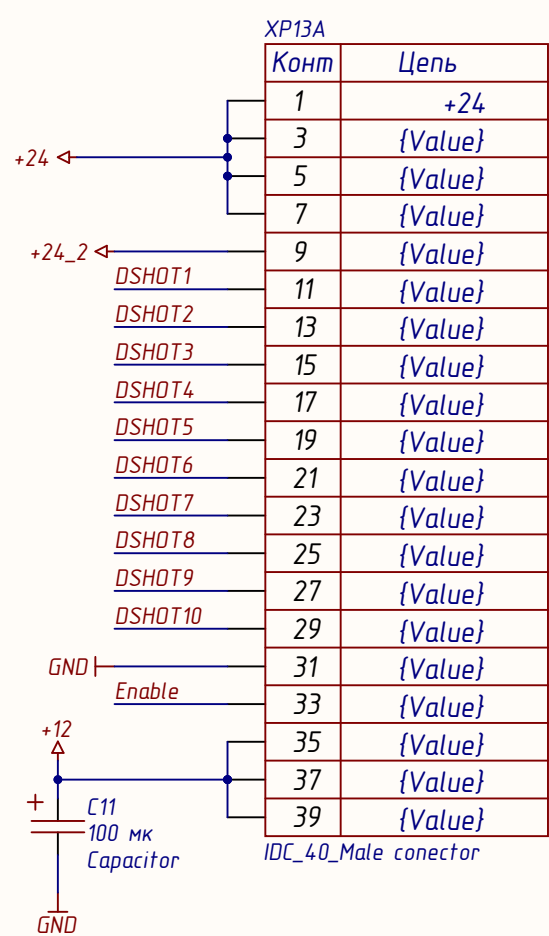 XP13A
Конт Цепь
1 +24
3 {Value}
+24
5 {Value}
7 {Value}
+24_2 9 {Value}
DSHOT1 11 {Value}
DSHOT2 13 {Value}
DSHOT3 15 {Value}
DSHOT4 17 {Value}
DSHOT5 19 {Value}
DSHOT6 21 {Value}
DSHOT7 23 {Value}
DSHOT8 25 {Value}
DSHOT9 27 {Value}
DSHOT10 29 {Value}
GND 31 {Value}
Enable 33 {Value}
+12 35 {Value}
37 {Value}
+ C11 39 {Value}
100 мк
Capacitor IDC_40_Male conector
GND